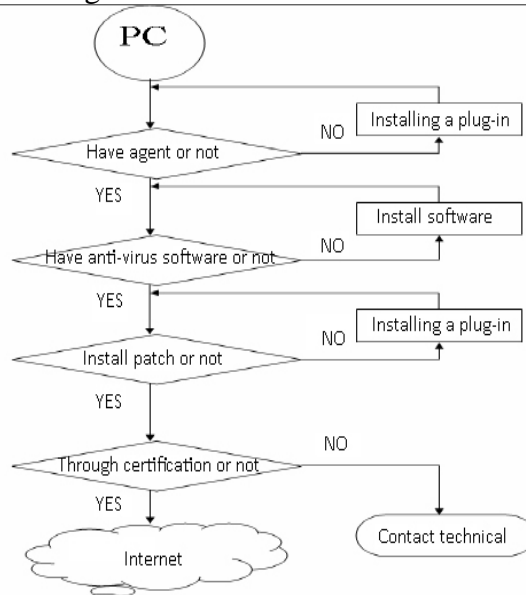 PC
Installing a plug-in
NO
Have agent or not
YES
Install software
NO
Have anti-virus software or not
YES
Installing a plug-in
NO
Install patch or not
YES
NO
Through certification or not
YES
Contact technical
Internet